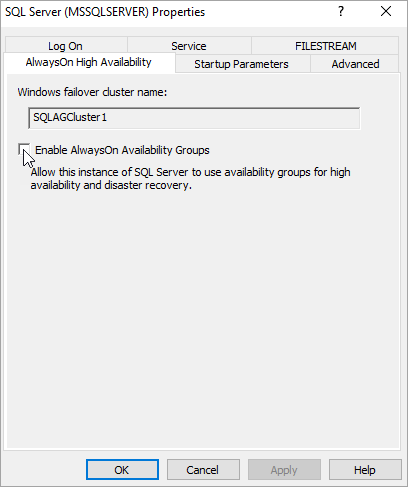 SQL Server (MSSQLSERVER) Properties ? 
Log On Service FILESTREAM
AlwaysOn High Availability Startup Parameters Advanced
Windows failover cluster name:
SQLAGCluster1
Enable AlwaysOn Availability Groups
Allow this instance of SQL Server to use availability groups for high
availability and disaster recovery.
OK Cancel Apply Help